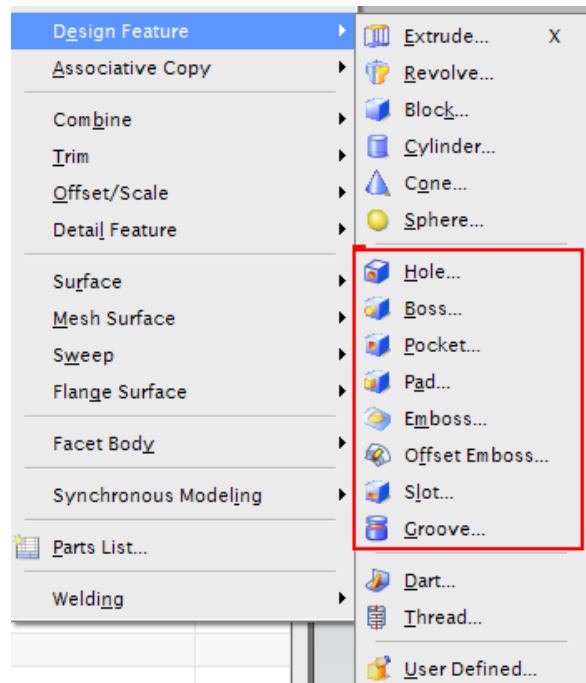 Design Feature
Associative Copy
Combine
Trim
Offset/Scale
Detail Feature
Surface
Mesh Surface
Sweep
Flange Surface
Facet Body
Synchronous Modeling
Parts List...
Welding
Extrude... X
Revolve...
Block...
Cylinder...
Cone...
Sphere...
Hole...
Boss...
Pocket...
Pad...
Emboss...
Offset Emboss...
Slot...
Groove...
Dart...
Thread...
User Defined...